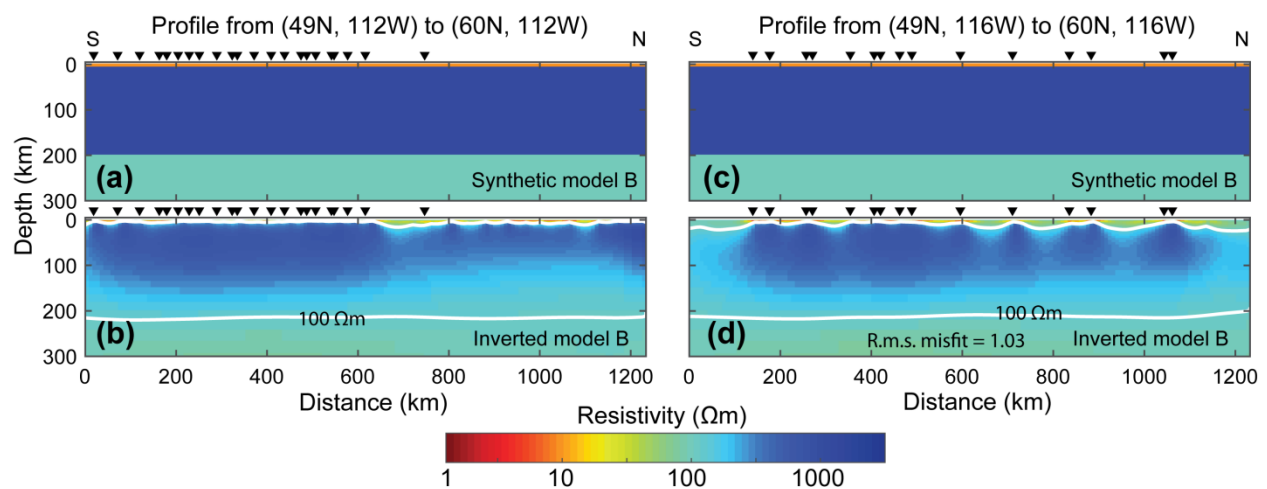 Profile from (49N, 112W) to (60N, 112W)
Profile from (49N, 116W) to (60N, 116W)
S
N
S
N
0
100
200
300
(a)
Synthetic model B
(c)
Synthetic model B
Depth (km)
0
100
200
300
100 Ωm
(b)
Inverted model B
100 Ωm
(d)
R.m.s. misfit = 1.03
Inverted model B
0
200
400
600
800
1000
1200
0
200
400
600
800
1000
1200
Distance (km)
Distance (km)
Resistivity (Ωm)
1
10
100
1000